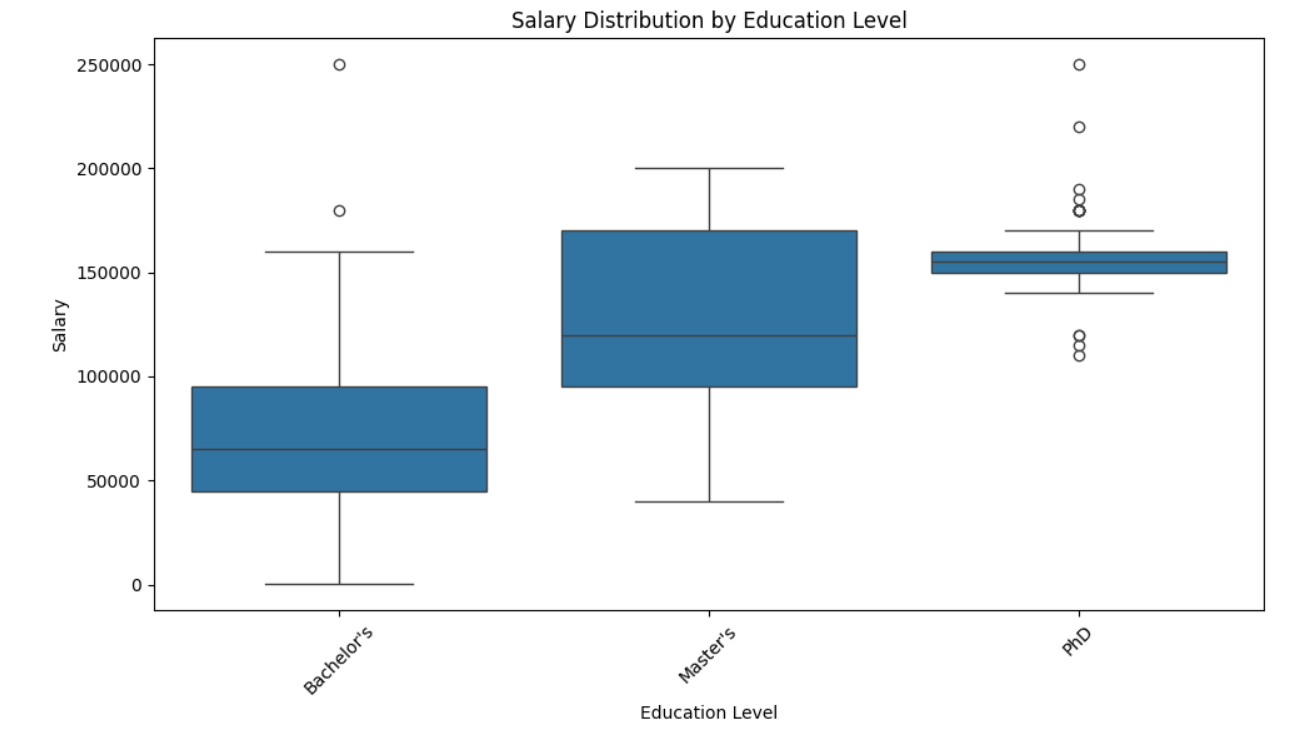 Salary Distribution by Education Level
250000
200000
150000
100000
50000
0
Salary
Bachelor's
Master's
PhD
Education Level